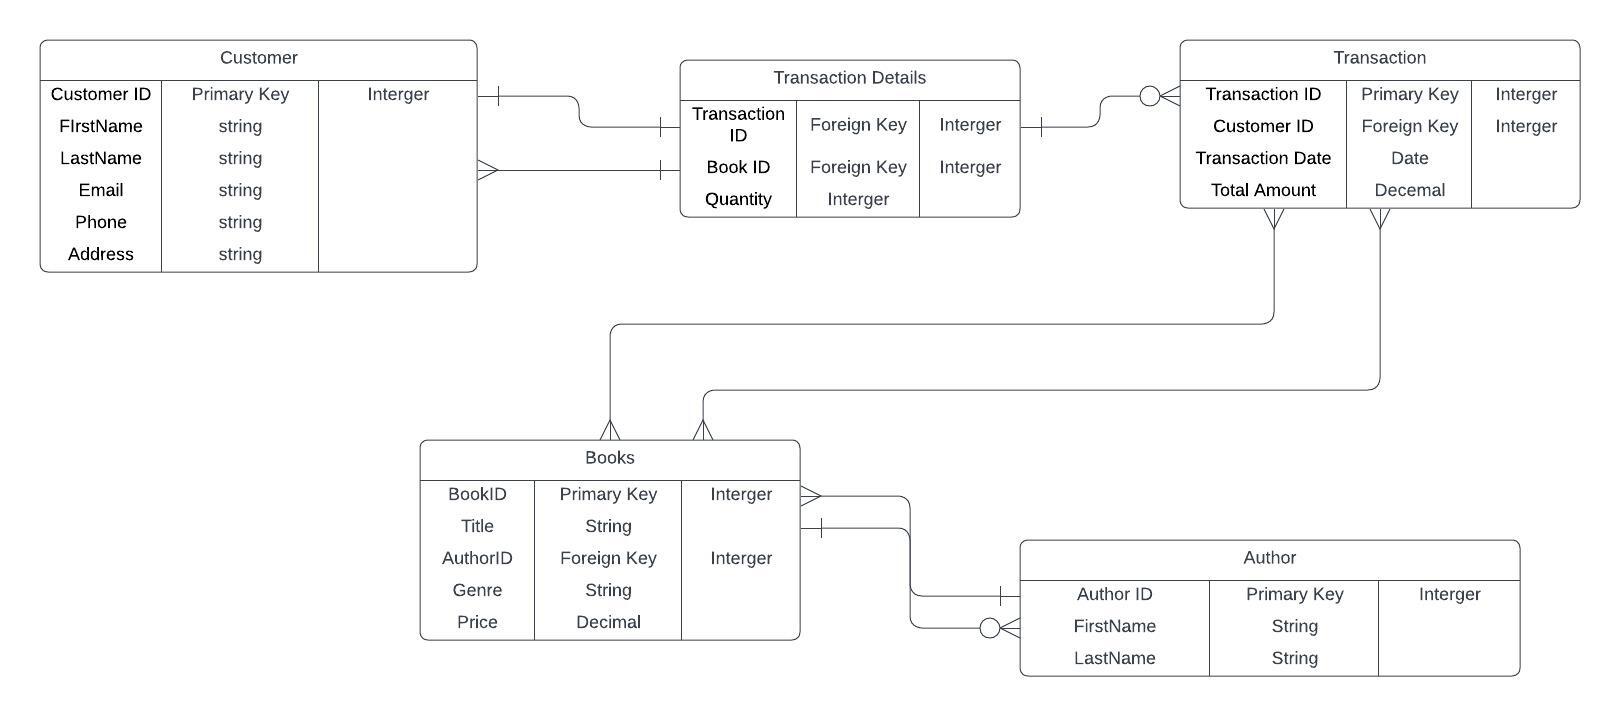 Customer
Customer ID Primary Key Interger
FIrstName string
LastName string
Email string
Phone string
Address string
Transaction Details
Transaction
ID Foreign Key Interger
Book ID Foreign Key Interger
Quantity Interger
Transaction
Transaction ID Primary Key Interger
Customer ID Foreign Key Interger
Transaction Date Date
Total Amount Decemal
Books
BookID Primary Key Interger
Title String
AuthorID Foreign Key Interger
Genre String
Price Decimal
Author
Author ID Primary Key Interger
FirstName String
LastName String